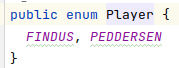 public enum Player {
FINDUS, PEDDERSEN
}